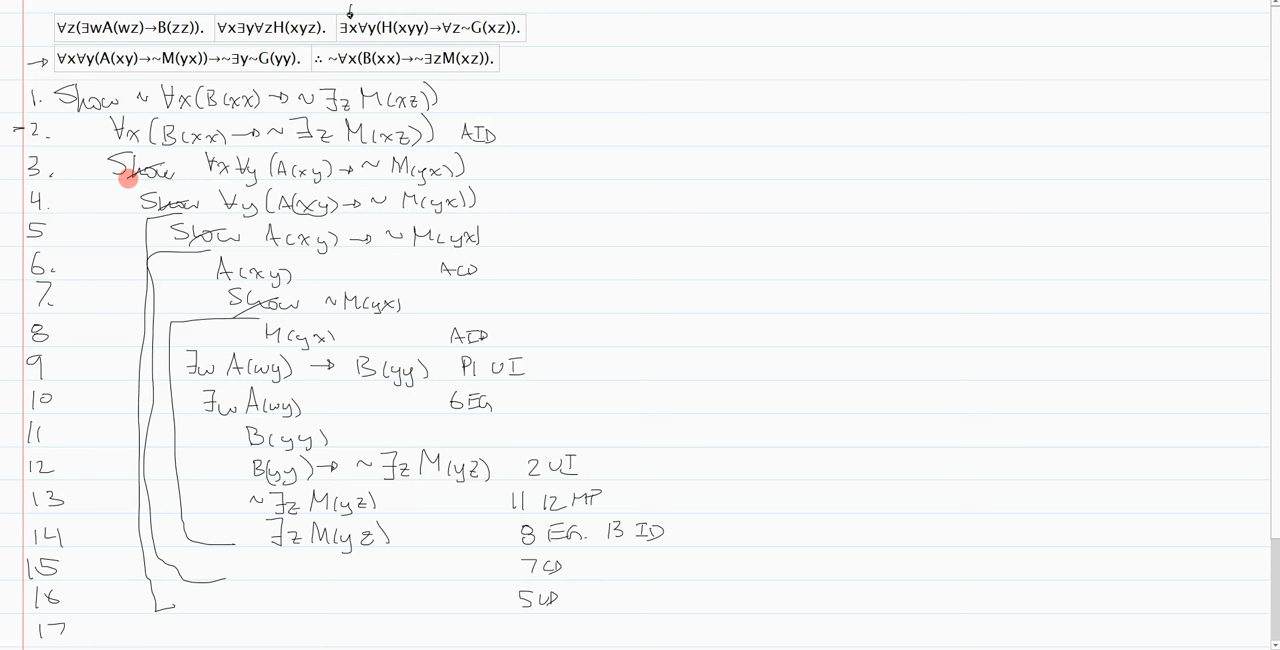 ∀z(∃wA(wz)→B(zz)). ∀x∃y∀zH(xyz). ∃x∀y(H(xyy)→∀z~G(xz)).
∀x∀y(A(xy)→~M(yx))→~∃y~G(yy). ∴ ~∀x(B(xx)→~∃zM(xz)).
1. Show ~ ∀x(B(xx) → ~ ∃z M(xz))
2. ∀x(B(xx) → ~ ∃z M(xz)) AID
3. Show ∀x∀y (A(xy) → ~ M(yx))
4. Show ∀y (A(xy) → ~ M(yx))
5 Show A(xy) → ~ M(yx)
6. A(xy) ACD
7. Show ~M(yx)
8 M(yx) AID
9 ∃w A(wy) → B(yy) P1 UI
10 ∃w A(wy) 6 EG
11 B(yy)
12 B(yy) → ~ ∃z M(yz) 2 UI
13 ~ ∃z M(yz) 11 12 MP
14 ∃z M(yz) 8 EG. 13 ID
15 7 CD
16 5 UD
17